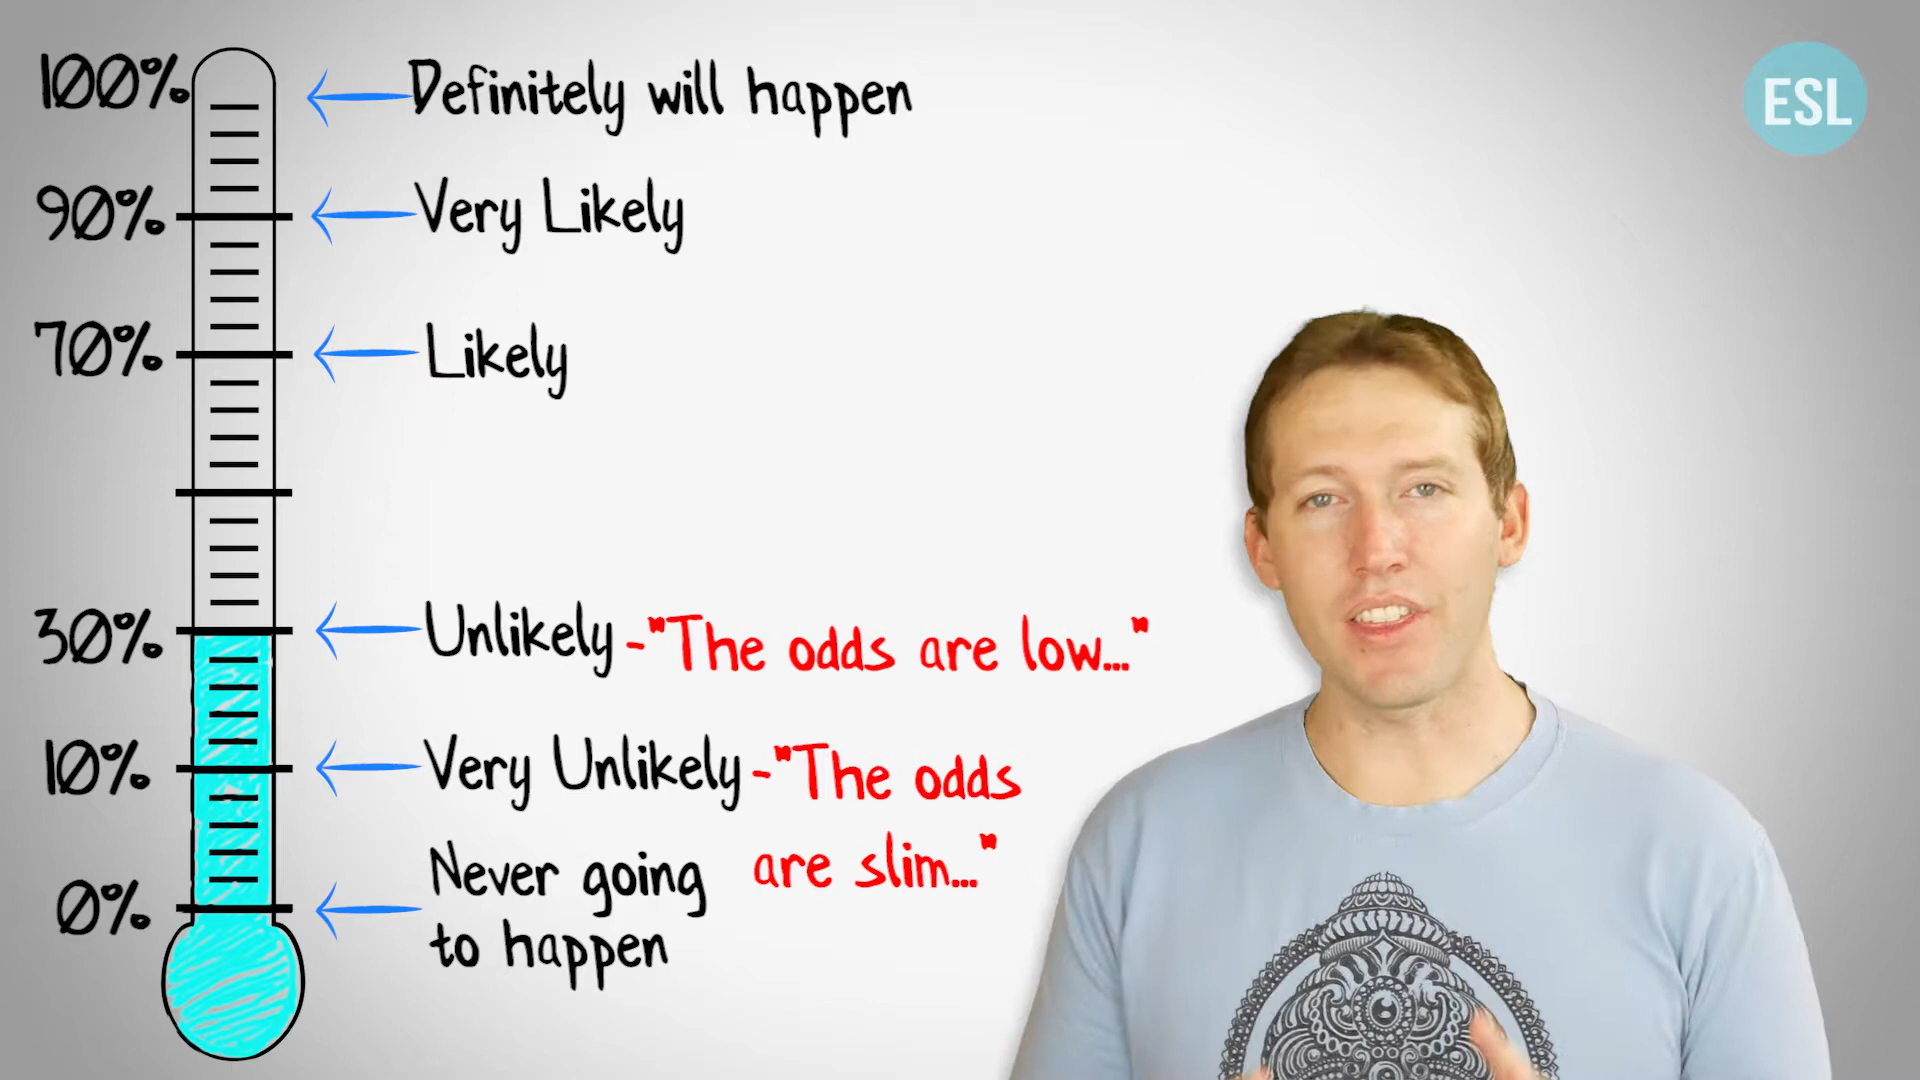 100% Definitely will happen
ESL
90% Very Likely
70% Likely
30% Unlikely -"The odds are low..."
10% Very Unlikely -"The odds
are slim..."
0% Never going
to happen